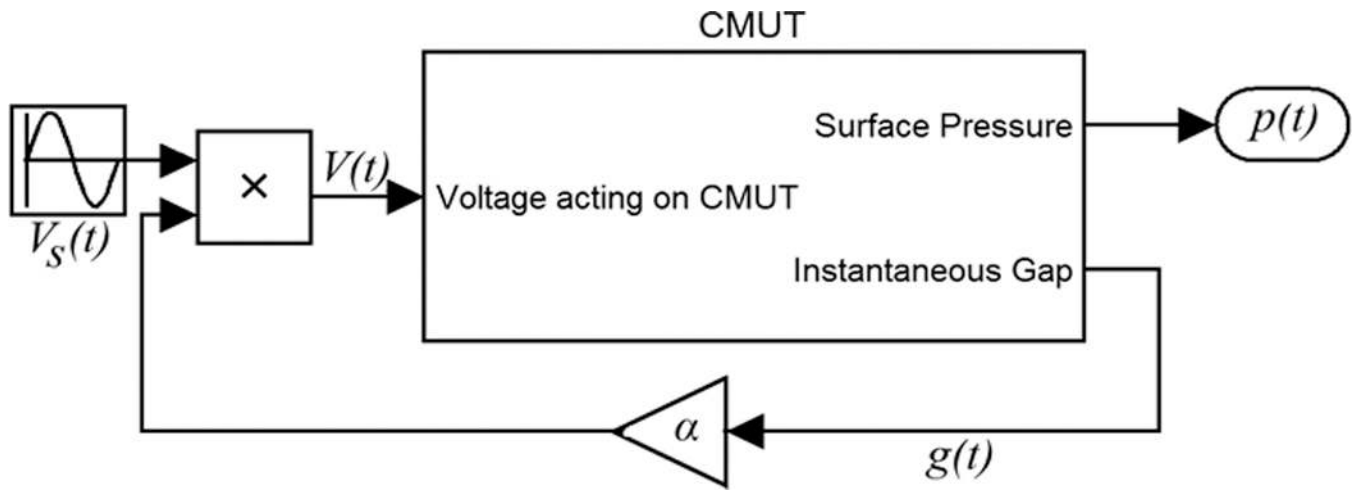 CMUT
Surface Pressure
p(t)
×
V(t)
Voltage acting on CMUT
V_S(t)
Instantaneous Gap
α
g(t)